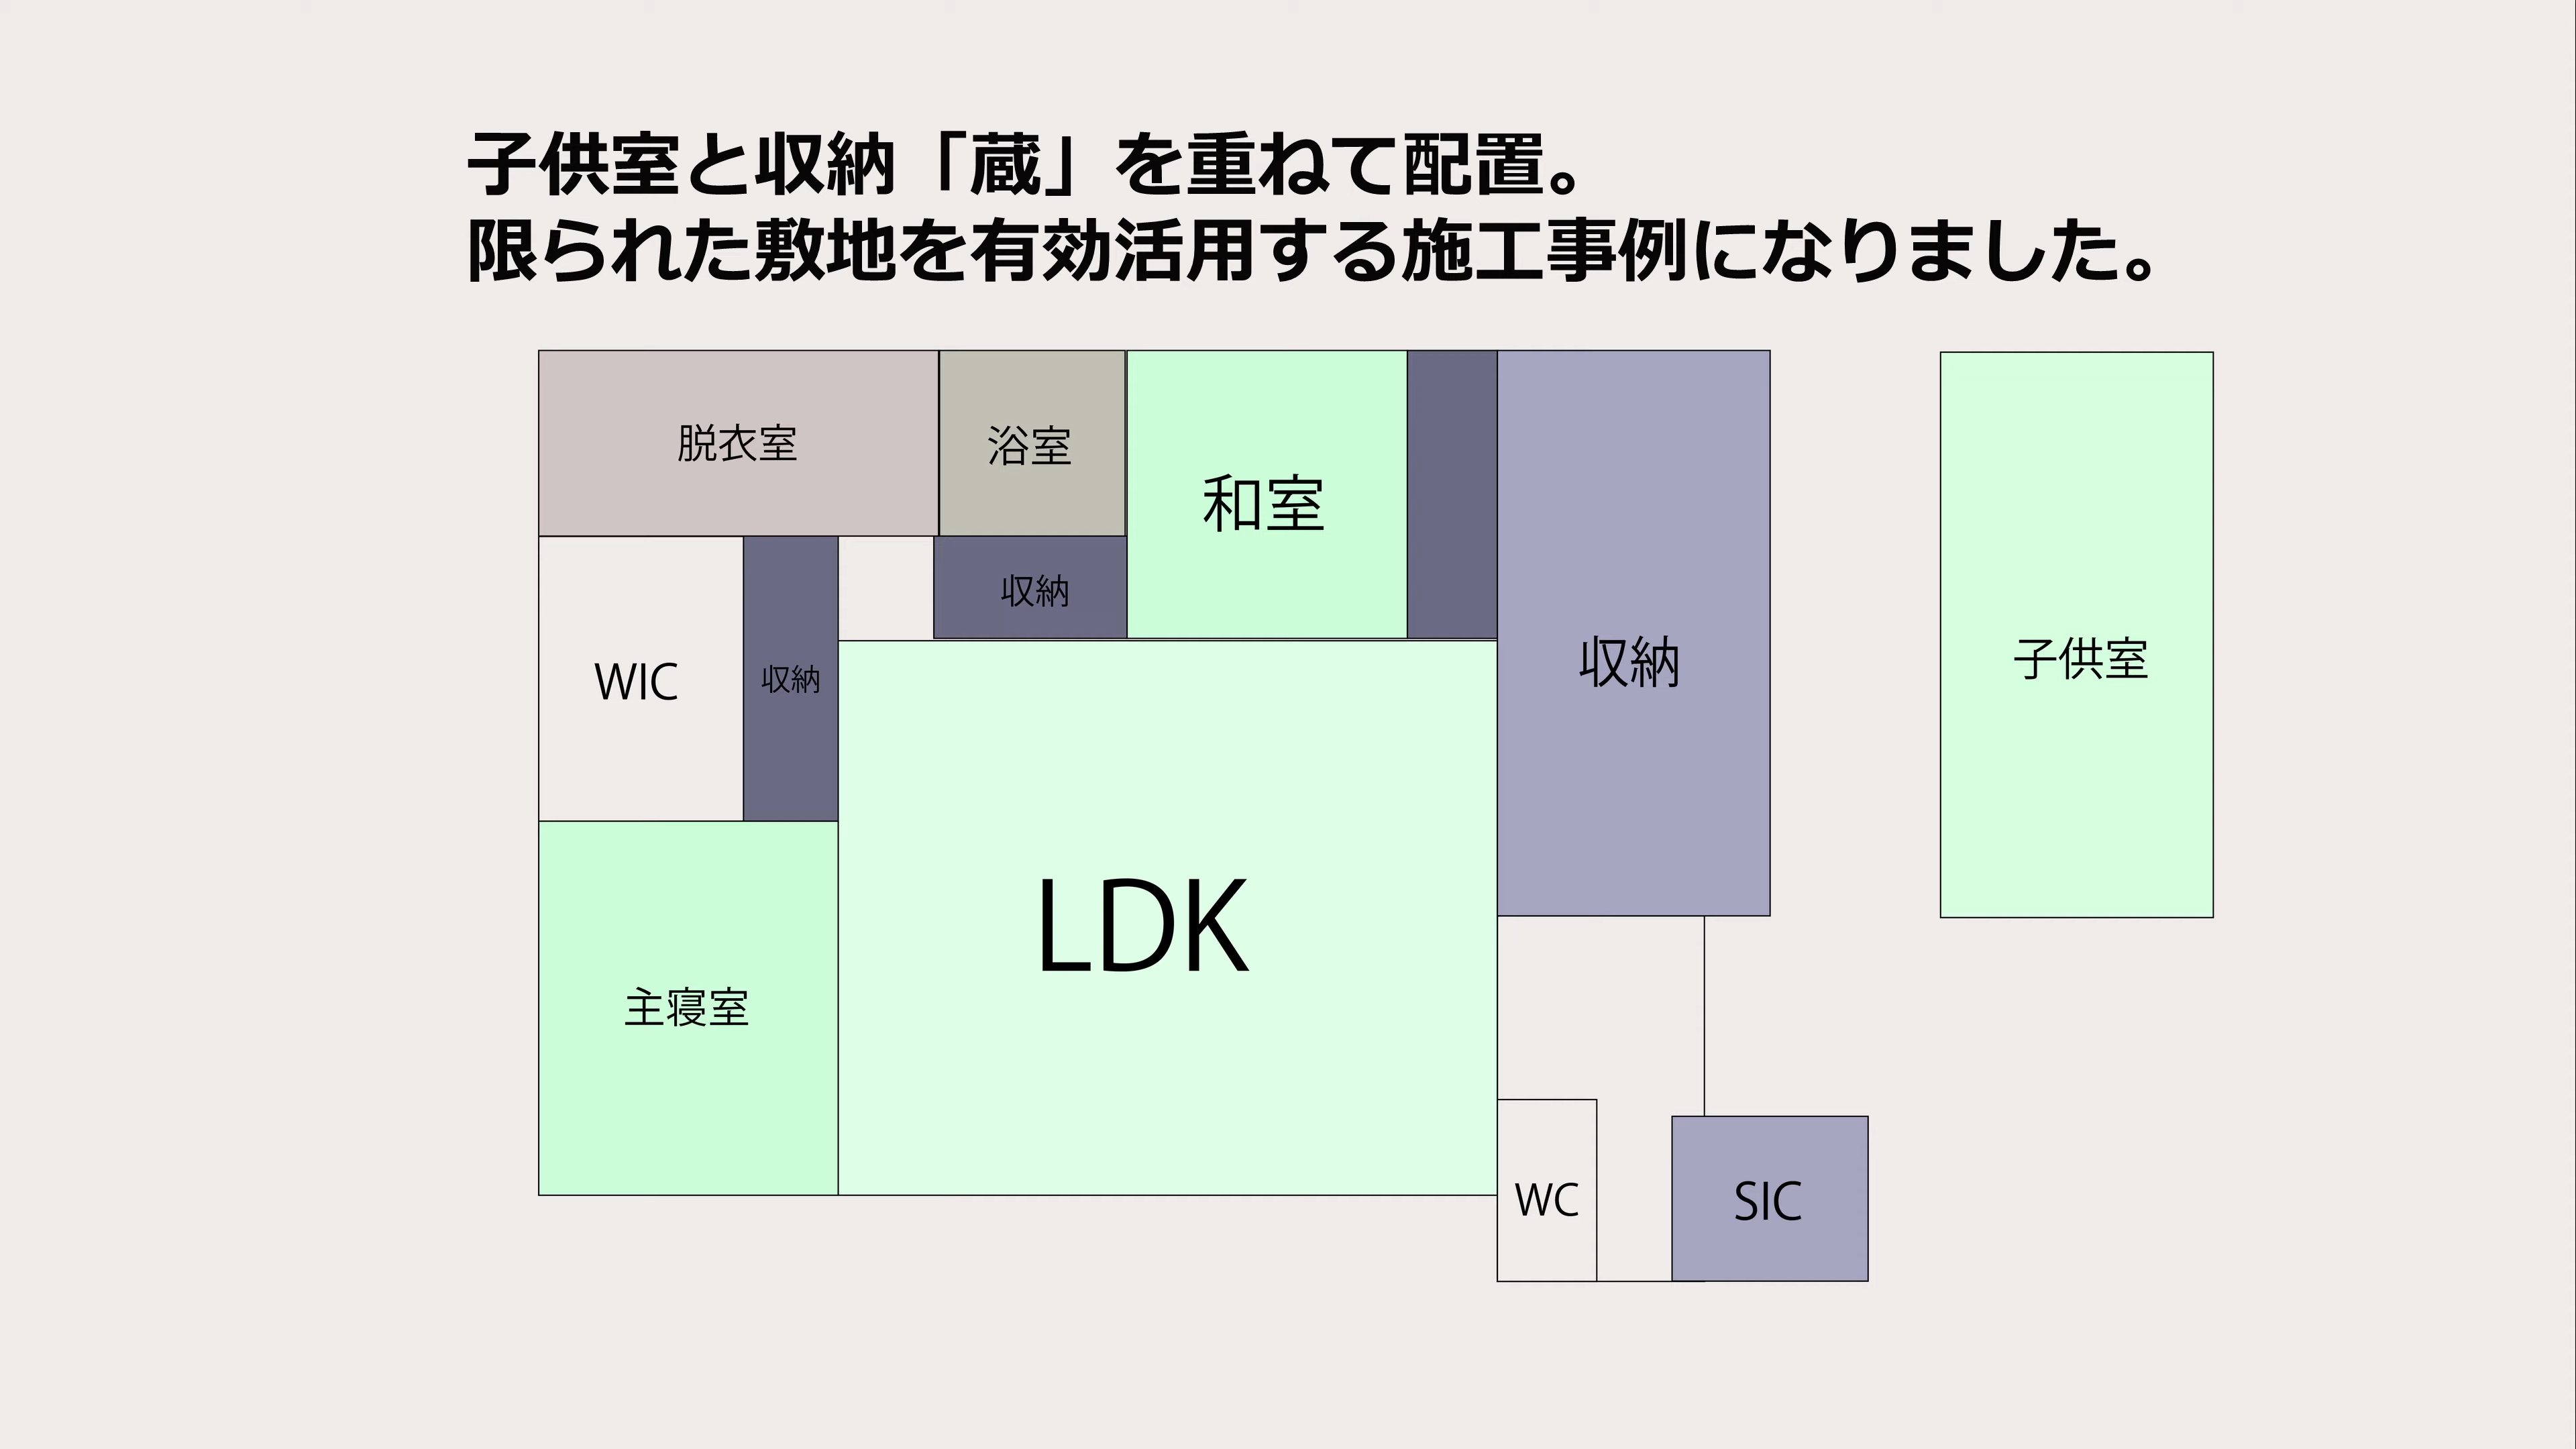 子供室と収納「蔵」を重ねて配置。
限られた敷地を有効活用する施工事例になりました。
脱衣室
浴室
和室
収納
WIC
収納
収納
子供室
LDK
主寝室
WC
SIC